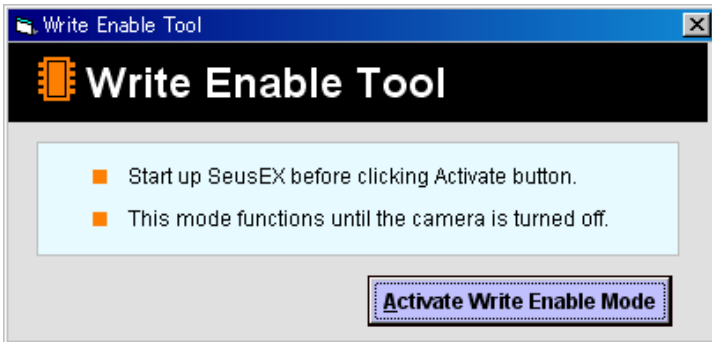 Write Enable Tool
Write Enable Tool
Start up SeusEX before clicking Activate button.
This mode functions until the camera is turned off.
Activate Write Enable Mode